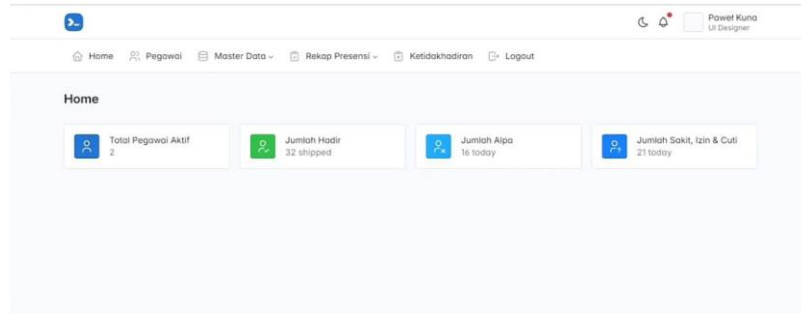 Paweł Kuna
UI Designer
Home Pegawai Master Data Rekap Presensi Ketidakhadiran Logout
Home
Total Pegawai Aktif
2
Jumlah Hadir
32 shipped
Jumlah Alpa
16 today
Jumlah Sakit, Izin & Cuti
21 today